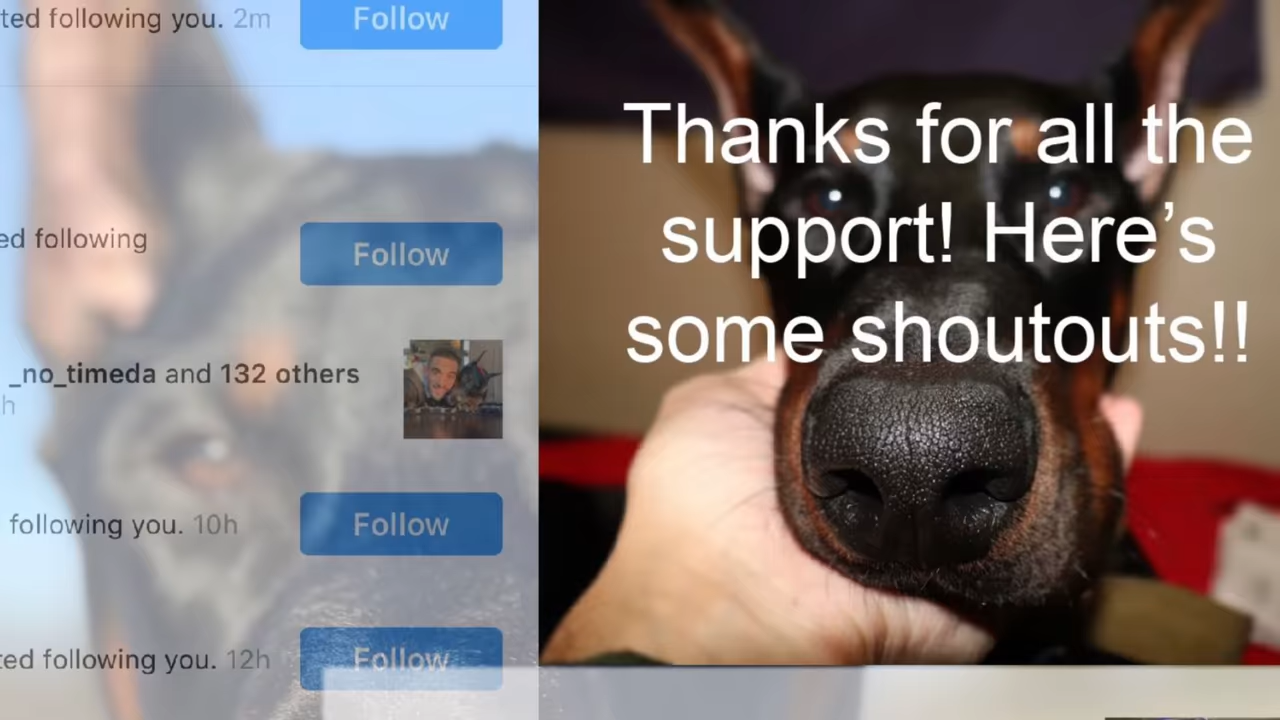 ted following you. 2m
Follow
ed following
Follow
_no_timeda and 132 others
h
following you. 10h
Follow
ted following you. 12h
Follow
Thanks for all the
support! Here’s
some shoutouts!!